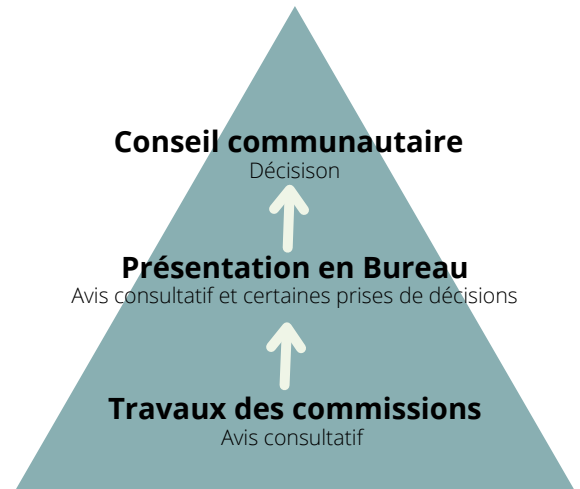 Conseil communautaire
Décisison
Présentation en Bureau
Avis consultatif et certaines prises de décisions
Travaux des commissions
Avis consultatif